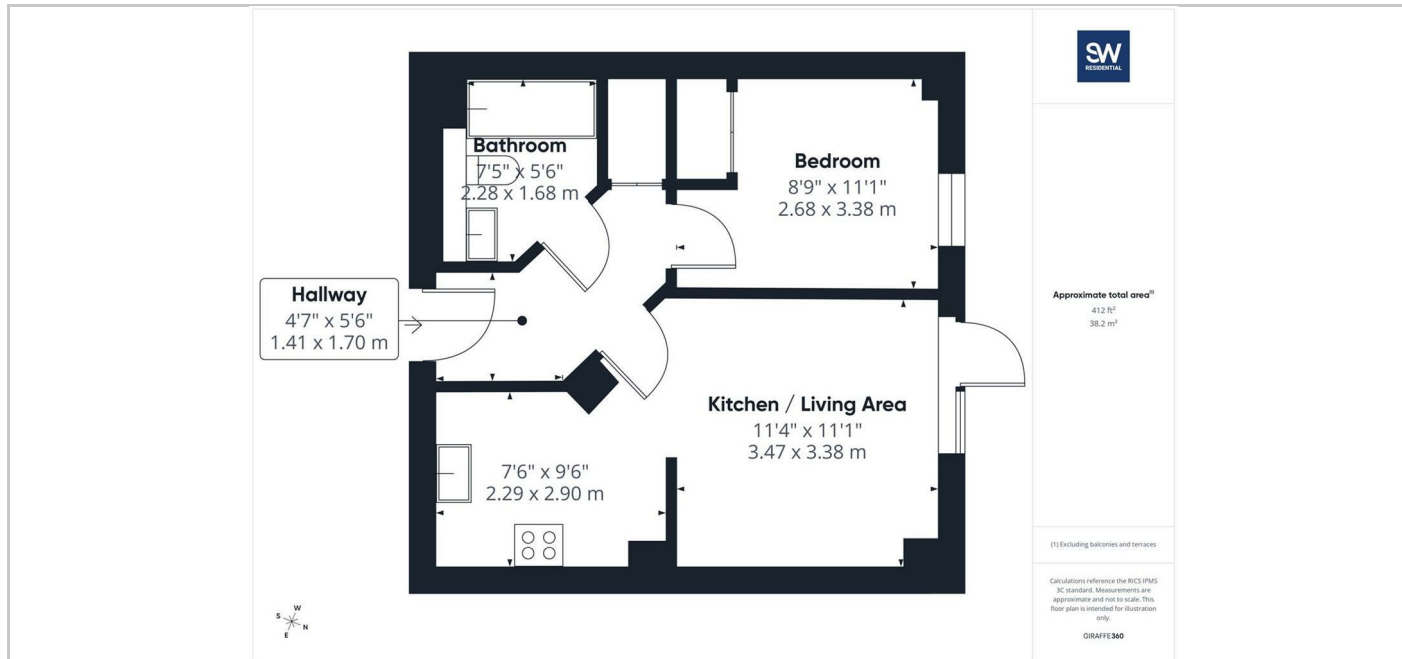 Bathroom
7'5" x 5'6"
2.28 x 1.68 m
Bedroom
8'9" x 11'1"
2.68 x 3.38 m
Hallway
4'7" x 5'6"
1.41 x 1.70 m
Kitchen / Living Area
11'4" x 11'1"
3.47 x 3.38 m
7'6" x 9'6"
2.29 x 2.90 m
W
S
N
E
SW
RESIDENTIAL
Approximate total area(1)
412 ft²
38.2 m²
(1) Excluding balconies and terraces
Calculations reference the RICS IPMS
3C standard. Measurements are
approximate and not to scale. This
floor plan is intended for illustration
only.
GIRAFFE360